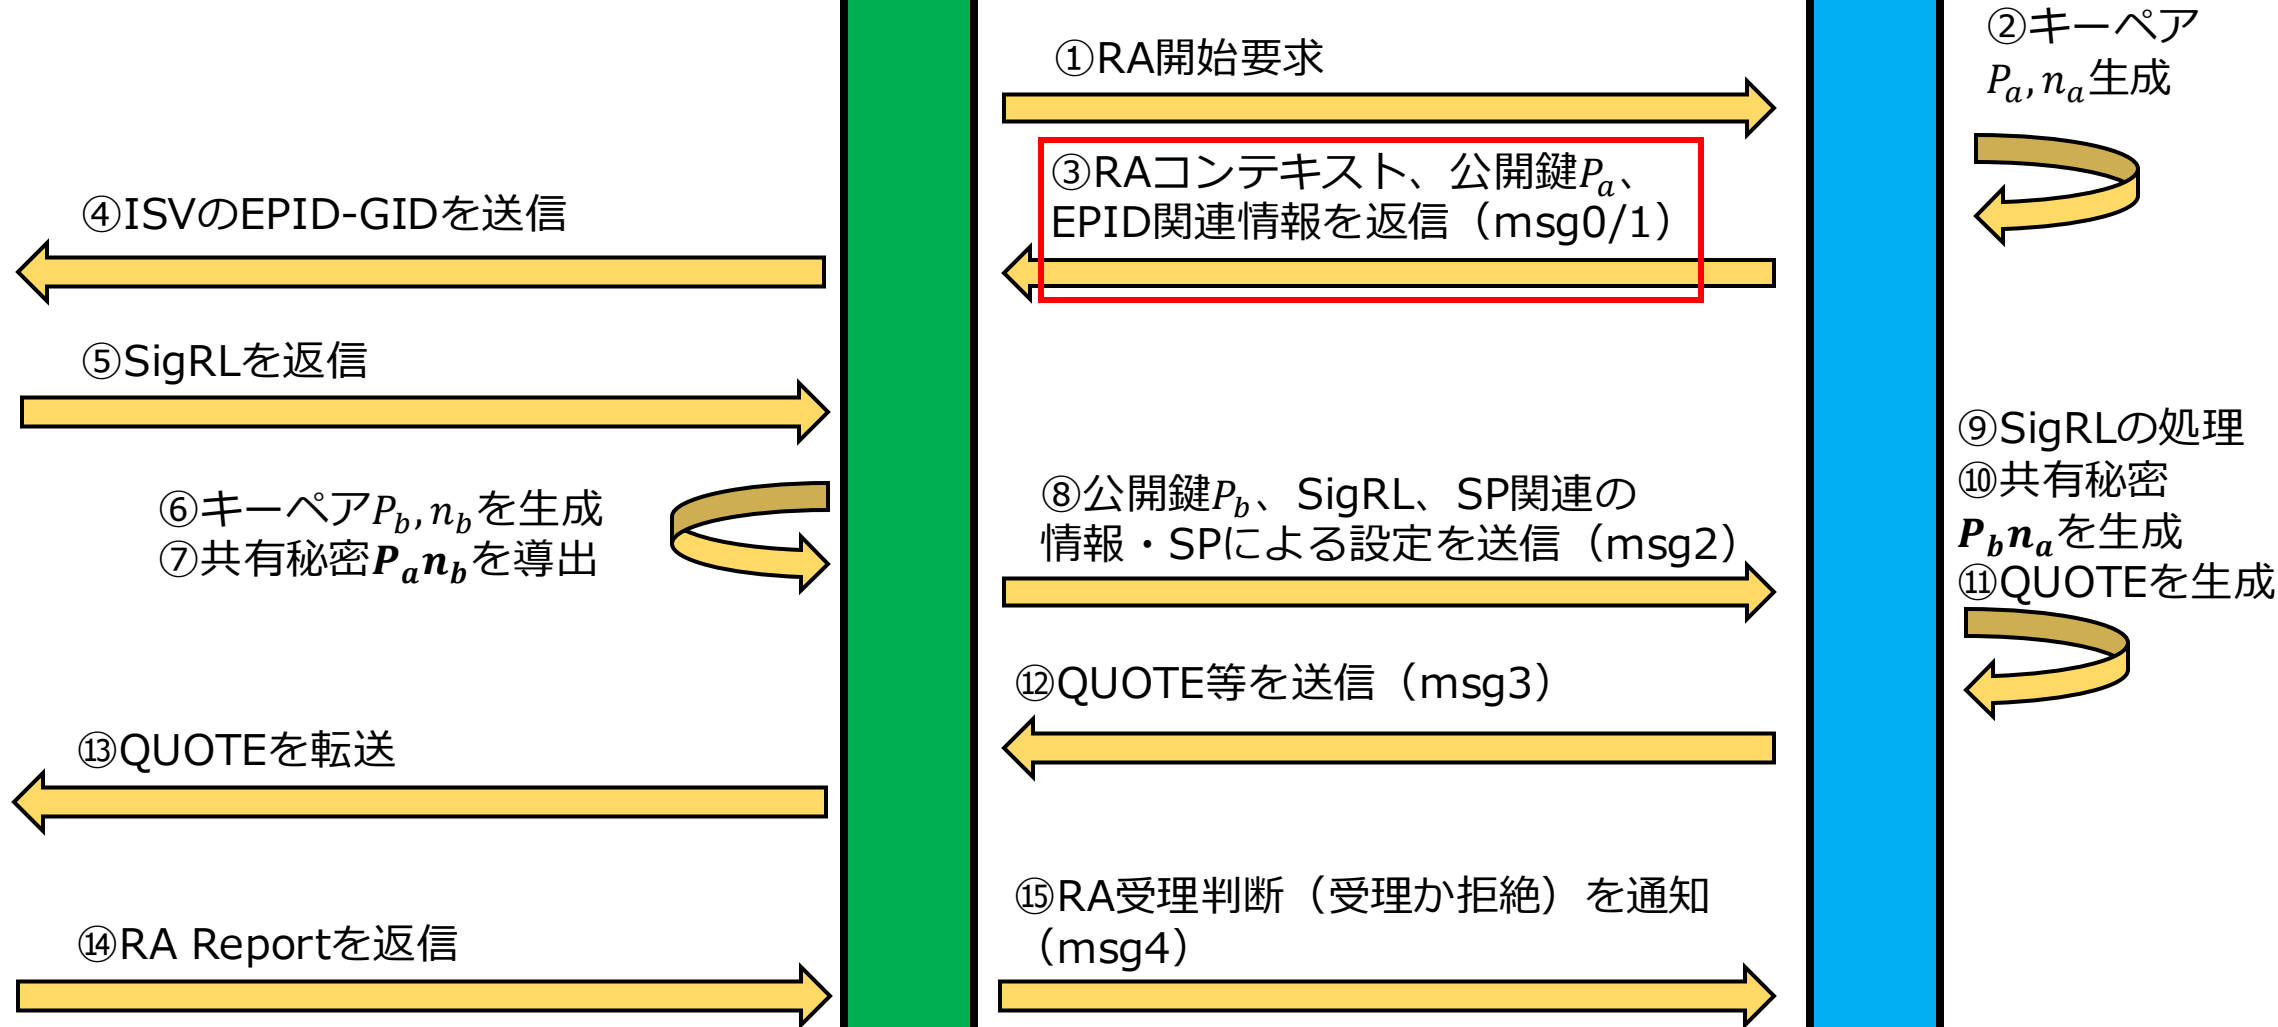 ①RA開始要求
②キーペア
P_a, n_a生成
③RAコンテキスト、公開鍵P_a、
EPID関連情報を返信（msg0/1）
④ISVのEPID-GIDを送信
⑤SigRLを返信
⑥キーペアP_b, n_bを生成
⑦共有秘密P_a n_bを導出
⑧公開鍵P_b、SigRL、SP関連の
情報・SPによる設定を送信（msg2）
⑨SigRLの処理
⑩共有秘密
P_b n_aを生成
⑪QUOTEを生成
⑫QUOTE等を送信（msg3）
⑬QUOTEを転送
⑭RA Reportを返信
⑮RA受理判断（受理か拒絶）を通知
（msg4）